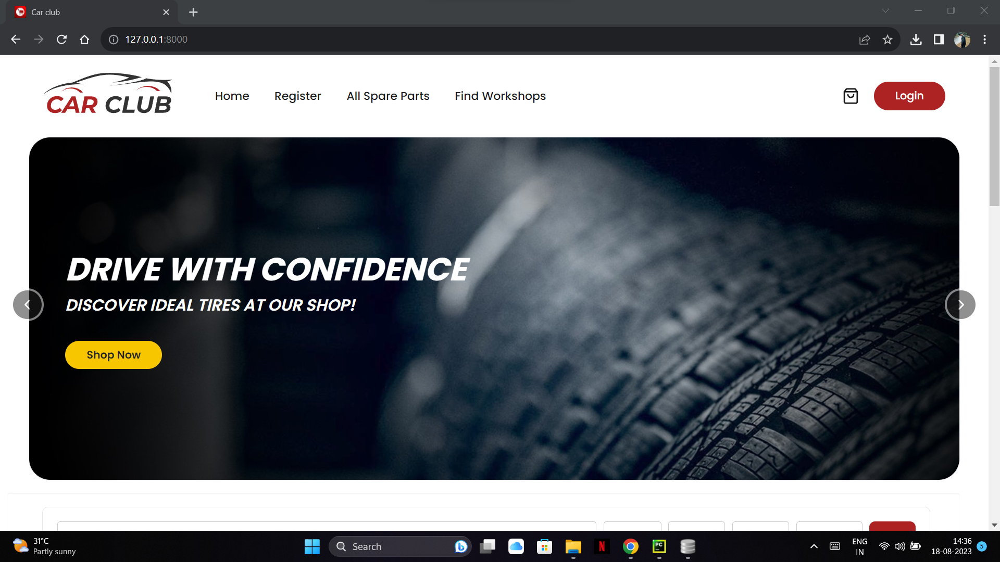 Car club
127.0.0.1:8000
CAR CLUB
Home
Register
All Spare Parts
Find Workshops
Login
DRIVE WITH CONFIDENCE
DISCOVER IDEAL TIRES AT OUR SHOP!
Shop Now
31°C
Partly sunny
Search
N
PC
ENG
IN
14:36
18-08-2023
5